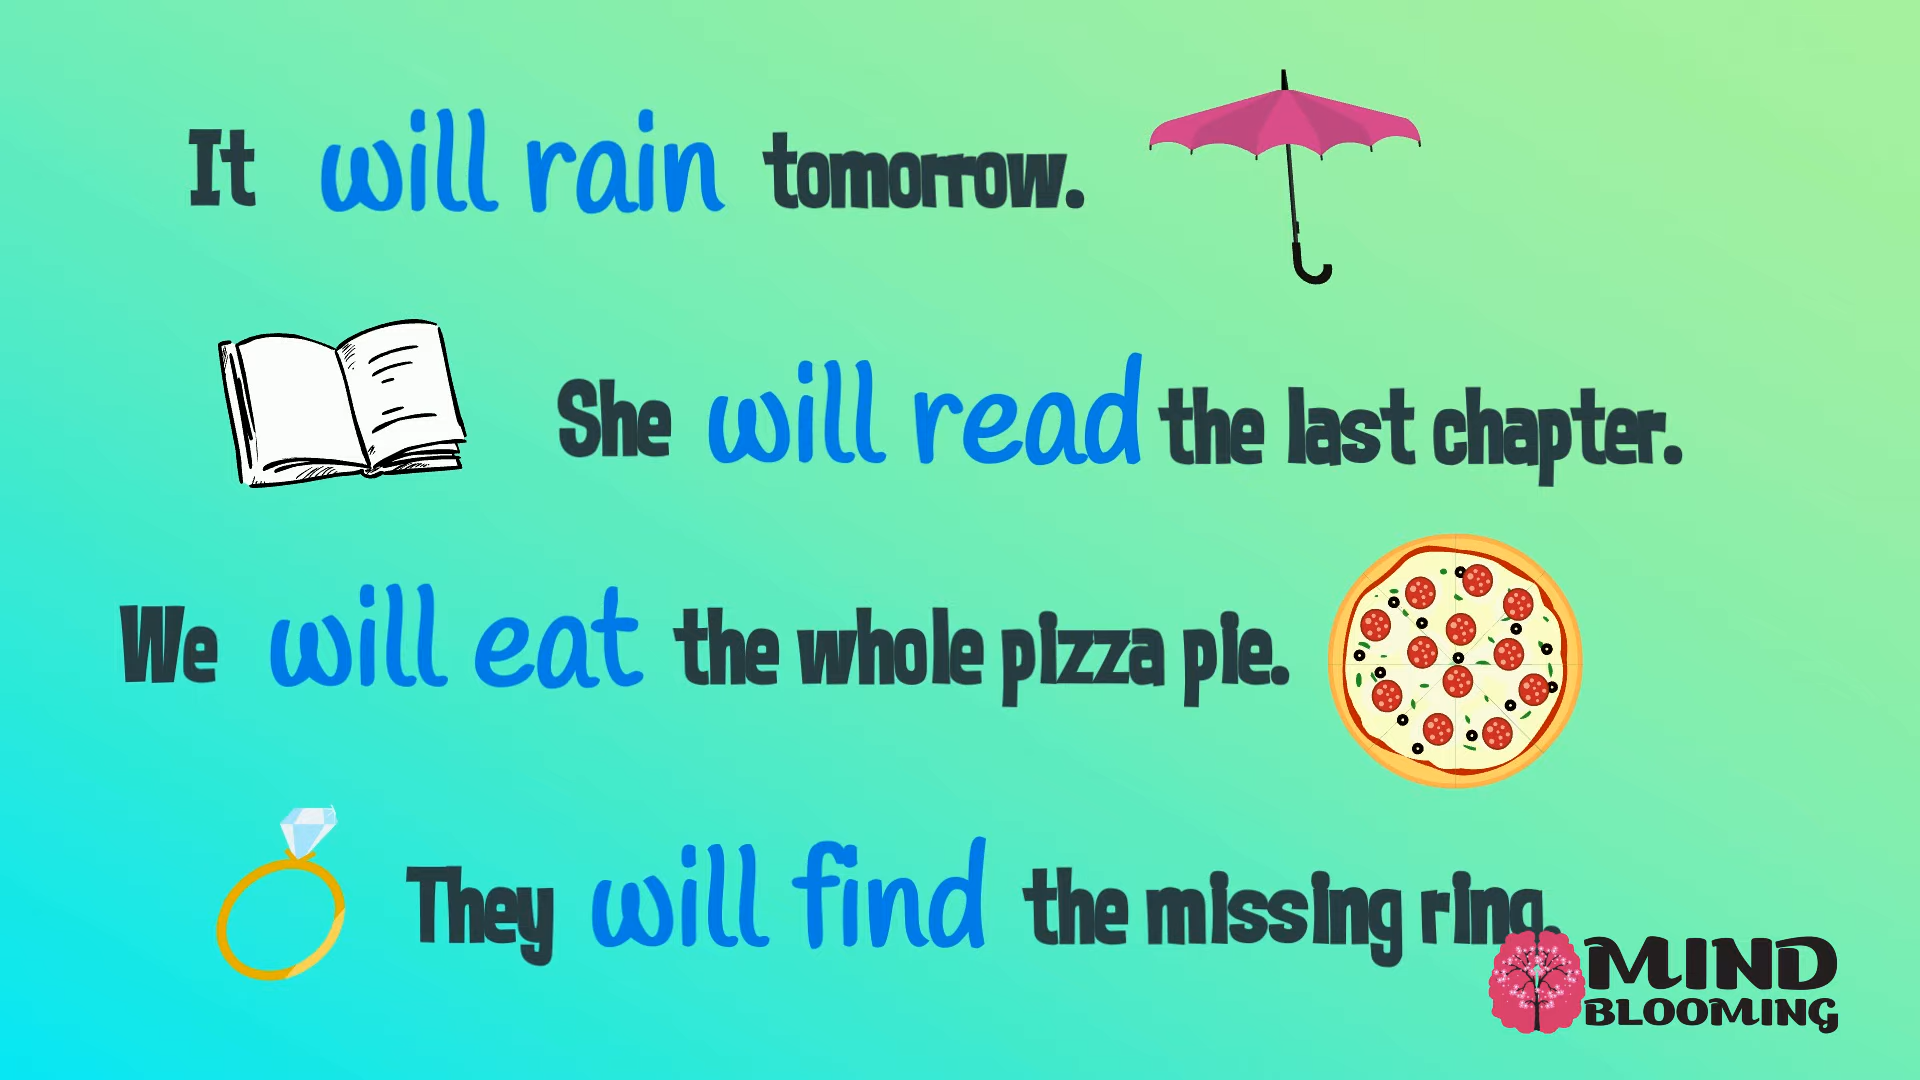 It will rain tomorrow.
She will read the last chapter.
We will eat the whole pizza pie.
They will find the missing ring.
MIND
BLOOMING